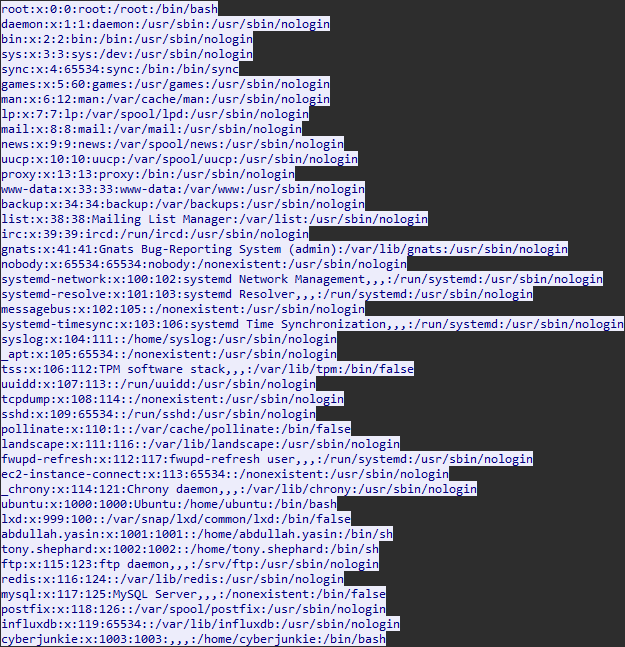 root:x:0:0:root:/root:/bin/bash
daemon:x:1:1:daemon:/usr/sbin:/usr/sbin/nologin
bin:x:2:2:bin:/bin:/usr/sbin/nologin
sys:x:3:3:sys:/dev:/usr/sbin/nologin
sync:x:4:65534:sync:/bin:/bin/sync
games:x:5:60:games:/usr/games:/usr/sbin/nologin
man:x:6:12:man:/var/cache/man:/usr/sbin/nologin
lp:x:7:7:lp:/var/spool/lpd:/usr/sbin/nologin
mail:x:8:8:mail:/var/mail:/usr/sbin/nologin
news:x:9:9:news:/var/spool/news:/usr/sbin/nologin
uucp:x:10:10:uucp:/var/spool/uucp:/usr/sbin/nologin
proxy:x:13:13:proxy:/bin:/usr/sbin/nologin
www-data:x:33:33:www-data:/var/www:/usr/sbin/nologin
backup:x:34:34:backup:/var/backups:/usr/sbin/nologin
list:x:38:38:Mailing List Manager:/var/list:/usr/sbin/nologin
irc:x:39:39:ircd:/run/ircd:/usr/sbin/nologin
gnats:x:41:41:Gnats Bug-Reporting System (admin):/var/lib/gnats:/usr/sbin/nologin
nobody:x:65534:65534:nobody:/nonexistent:/usr/sbin/nologin
systemd-network:x:100:102:systemd Network Management,,,:/run/systemd:/usr/sbin/nologin
systemd-resolve:x:101:103:systemd Resolver,,,:/run/systemd:/usr/sbin/nologin
messagebus:x:102:105::/nonexistent:/usr/sbin/nologin
systemd-timesync:x:103:106:systemd Time Synchronization,,,:/run/systemd:/usr/sbin/nologin
syslog:x:104:111::/home/syslog:/usr/sbin/nologin
_apt:x:105:65534::/nonexistent:/usr/sbin/nologin
tss:x:106:112:TPM software stack,,,:/var/lib/tpm:/bin/false
uuidd:x:107:113::/run/uuidd:/usr/sbin/nologin
tcpdump:x:108:114::/nonexistent:/usr/sbin/nologin
sshd:x:109:65534::/run/sshd:/usr/sbin/nologin
pollinate:x:110:1::/var/cache/pollinate:/bin/false
landscape:x:111:116::/var/lib/landscape:/usr/sbin/nologin
fwupd-refresh:x:112:117:fwupd-refresh user,,,:/run/systemd:/usr/sbin/nologin
ec2-instance-connect:x:113:65534::/nonexistent:/usr/sbin/nologin
_chrony:x:114:121:Chrony daemon,,,:/var/lib/chrony:/usr/sbin/nologin
ubuntu:x:1000:1000:Ubuntu:/home/ubuntu:/bin/bash
lxd:x:999:100::/var/snap/lxd/common/lxd:/bin/false
abdullah.yasin:x:1001:1001::/home/abdullah.yasin:/bin/sh
tony.shephard:x:1002:1002::/home/tony.shephard:/bin/sh
ftp:x:115:123:ftp daemon,,,:/srv/ftp:/usr/sbin/nologin
redis:x:116:124::/var/lib/redis:/usr/sbin/nologin
mysql:x:117:125:MySQL Server,,,:/nonexistent:/bin/false
postfix:x:118:126::/var/spool/postfix:/usr/sbin/nologin
influxdb:x:119:65534::/var/lib/influxdb:/usr/sbin/nologin
cyberjunkie:x:1003:1003:,,,:/home/cyberjunkie:/bin/bash